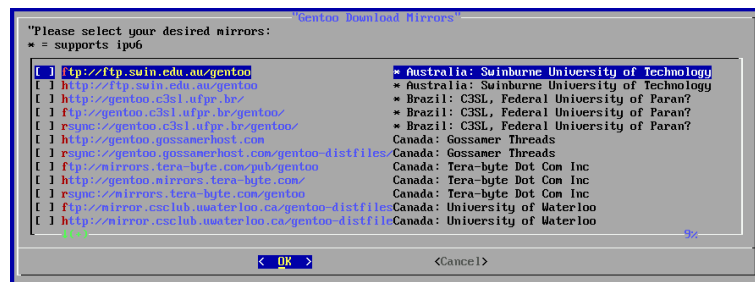 "Gentoo Download Mirrors"
"Please select your desired mirrors:
* = supports ipv6
[ ] ftp://ftp.swin.edu.au/gentoo * Australia: Swinburne University of Technology
[ ] http://ftp.swin.edu.au/gentoo * Australia: Swinburne University of Technology
[ ] http://gentoo.c3sl.ufpr.br/ * Brazil: C3SL, Federal University of Paran?
[ ] ftp://gentoo.c3sl.ufpr.br/gentoo/ * Brazil: C3SL, Federal University of Paran?
[ ] rsync://gentoo.c3sl.ufpr.br/gentoo/ * Brazil: C3SL, Federal University of Paran?
[ ] http://gentoo.gossamerhost.com Canada: Gossamer Threads
[ ] rsync://gentoo.gossamerhost.com/gentoo-distfiles/Canada: Gossamer Threads
[ ] ftp://mirrors.tera-byte.com/pub/gentoo Canada: Tera-byte Dot Com Inc
[ ] http://gentoo.mirrors.tera-byte.com/ Canada: Tera-byte Dot Com Inc
[ ] rsync://mirrors.tera-byte.com/gentoo Canada: Tera-byte Dot Com Inc
[ ] ftp://mirror.csclub.uwaterloo.ca/gentoo-distfilesCanada: University of Waterloo
[ ] http://mirror.csclub.uwaterloo.ca/gentoo-distfilesCanada: University of Waterloo
9%
< OK > <Cancel>